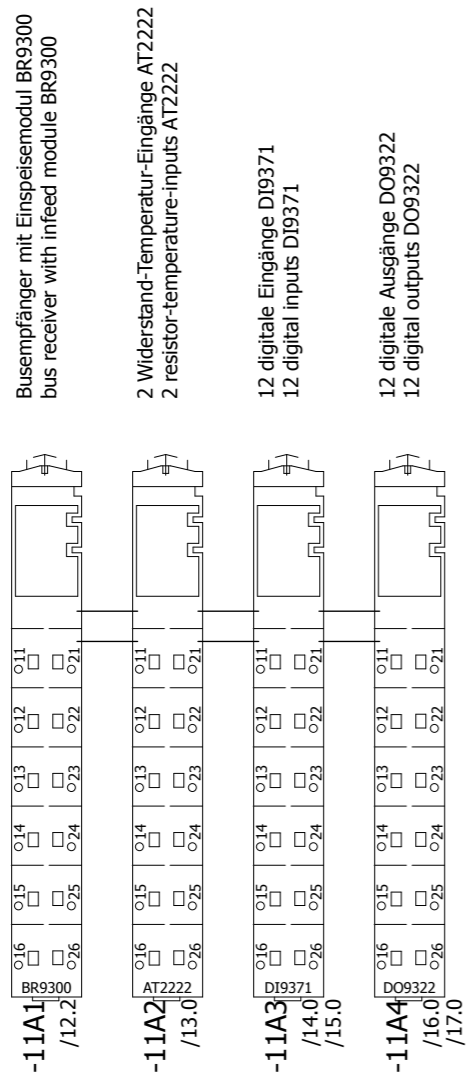 Busempfänger mit Einspeisemodul BR9300
bus receiver with infeed module BR9300
2 Widerstand-Temperatur-Eingänge AT2222
2 resistor-temperature-inputs AT2222
12 digitale Eingänge DI9371
12 digital inputs DI9371
12 digitale Ausgänge DO9322
12 digital outputs DO9322
11 21
12 22
13 23
14 24
15 25
16 26
BR9300
-11A1
/12.2
11 21
12 22
13 23
14 24
15 25
16 26
AT2222
-11A2
/13.0
11 21
12 22
13 23
14 24
15 25
16 26
DI9371
-11A3
/14.0
/15.0
11 21
12 22
13 23
14 24
15 25
16 26
DO9322
-11A4
/16.0
/17.0